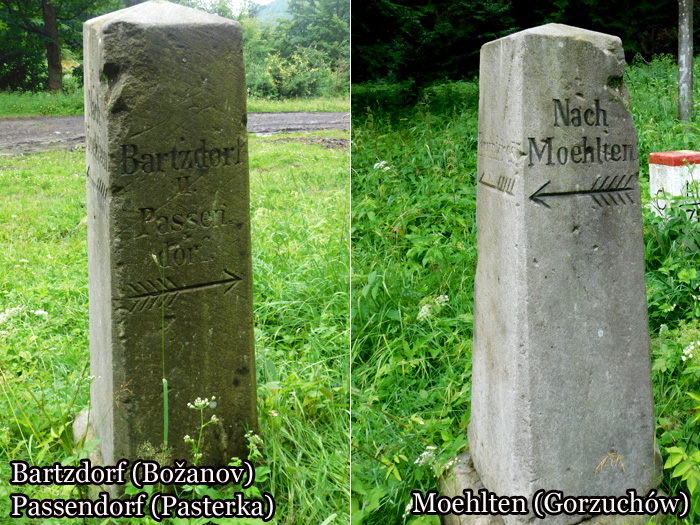 Bartzdorf
u.
Passen
dorf
Bartzdorf (Božanov)
Passendorf (Pasterka)
Nach
Moehlten
Moehlten (Gorzuchów)